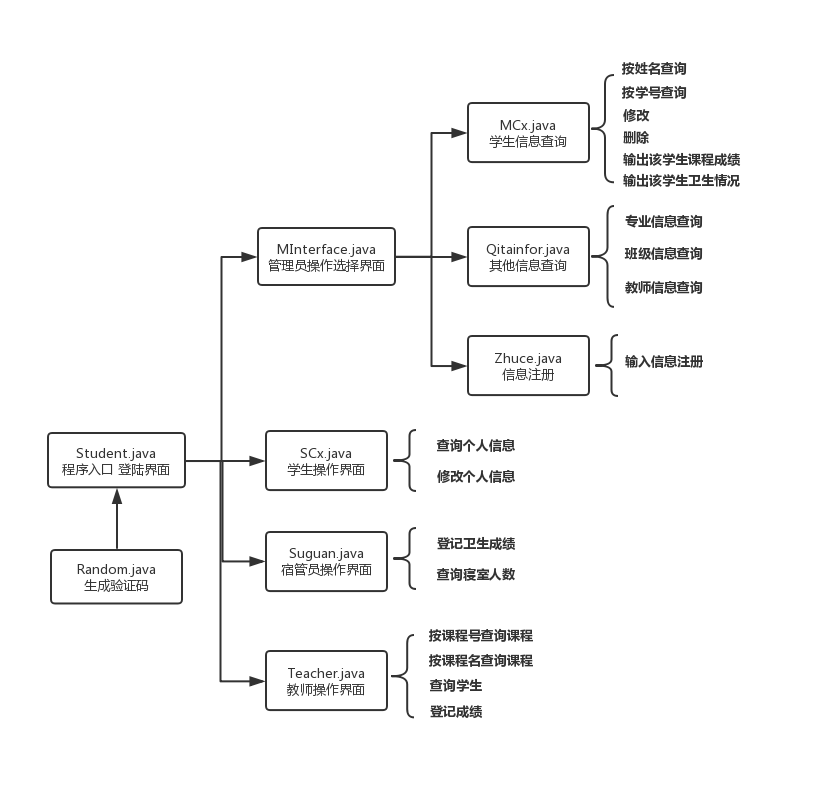 按姓名查询
按学号查询
修改
删除
输出该学生课程成绩
输出该学生卫生情况
MCx.java
学生信息查询
专业信息查询
班级信息查询
教师信息查询
MInterface.java
管理员操作选择界面
Qitainfor.java
其他信息查询
Zhuce.java
信息注册
输入信息注册
Student.java
程序入口 登陆界面
SCx.java
学生操作界面
查询个人信息
修改个人信息
Random.java
生成验证码
Suguan.java
宿管员操作界面
登记卫生成绩
查询寝室人数
Teacher.java
教师操作界面
按课程号查询课程
按课程名查询课程
查询学生
登记成绩